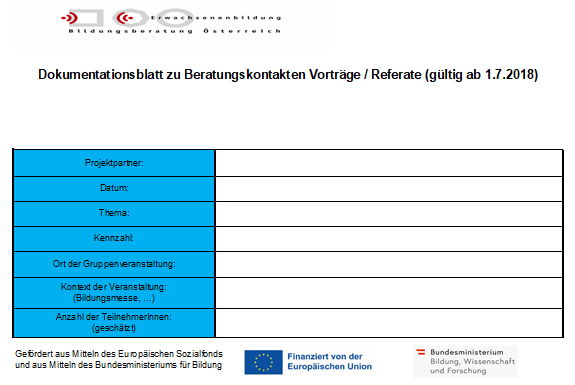 Erwachsenenbildung
Bildungsberatung Österreich
Dokumentationsblatt zu Beratungskontakten Vorträge / Referate (gültig ab 1.7.2018)
Projektpartner:
Datum:
Thema:
Kennzahl:
Ort der Gruppenveranstaltung:
Kontext der Veranstaltung:
(Bildungsmesse, ...)
Anzahl der TeilnehmerInnen:
(geschätzt)
Gefördert aus Mitteln des Europäischen Sozialfonds
und aus Mitteln des Bundesministeriums für Bildung
Finanziert von der
Europäischen Union
Bundesministerium
Bildung, Wissenschaft
und Forschung